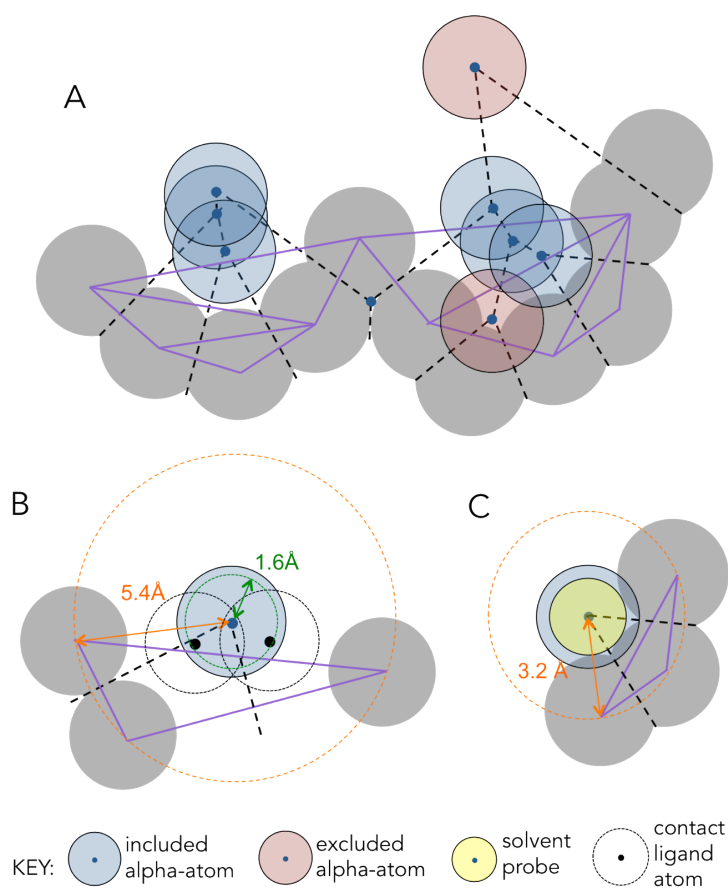 A
B
5.4Å
1.6Å
C
3.2 Å
KEY:
included
alpha-atom
excluded
alpha-atom
solvent
probe
contact
ligand
atom